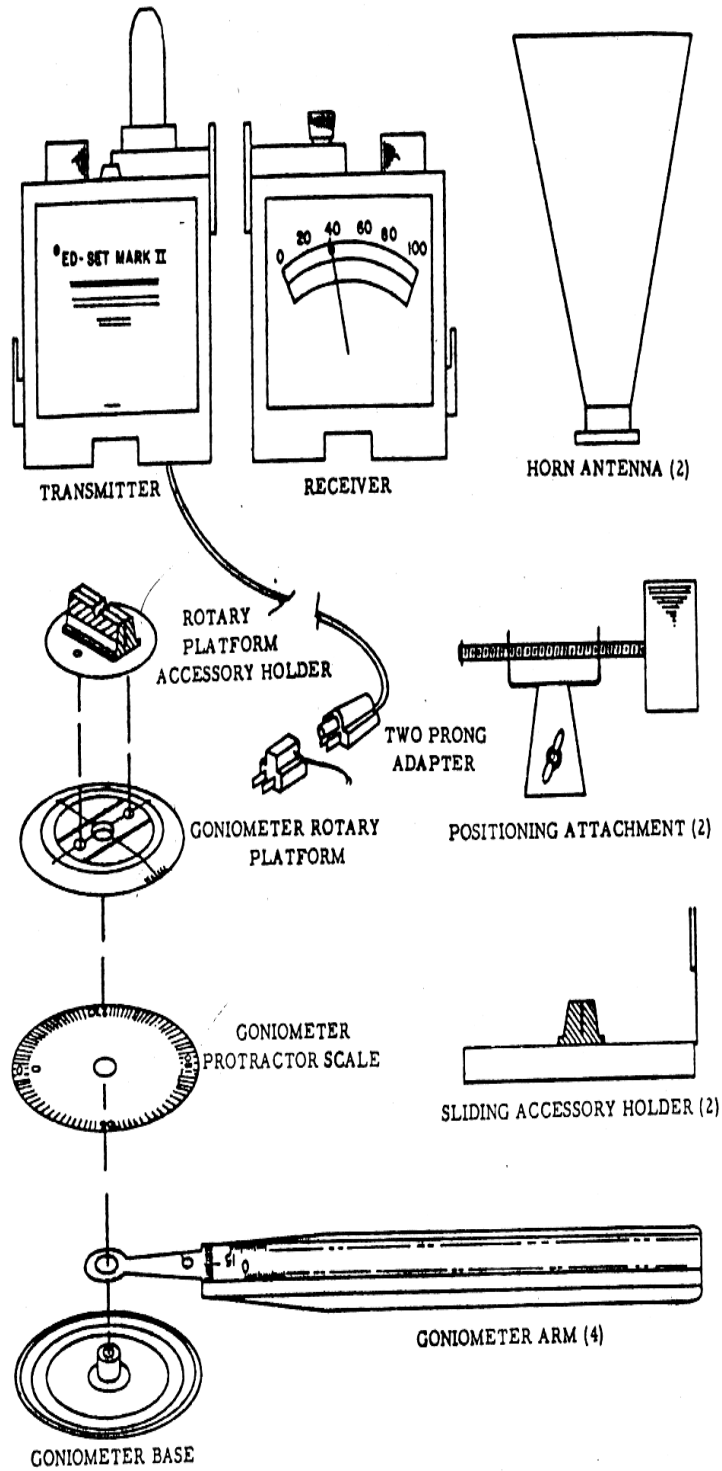 ED-SET MARK II
0 20 40 60 80 100
TRANSMITTER
RECEIVER
HORN ANTENNA (2)
ROTARY
PLATFORM
ACCESSORY HOLDER
TWO PRONG
ADAPTER
GONIOMETER ROTARY
PLATFORM
POSITIONING ATTACHMENT (2)
GONIOMETER
PROTRACTOR SCALE
SLIDING ACCESSORY HOLDER (2)
0 15
GONIOMETER ARM (4)
GONIOMETER BASE